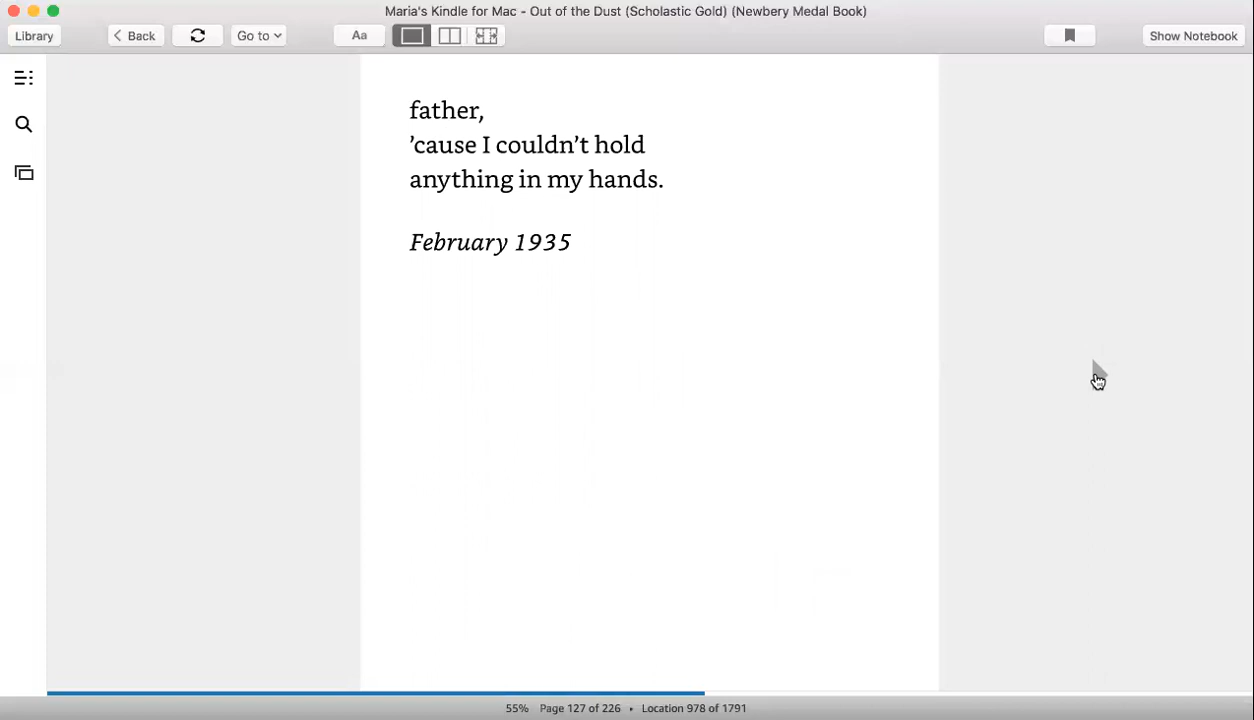 Maria's Kindle for Mac - Out of the Dust (Scholastic Gold) (Newbery Medal Book)
Library
Back
Go to
Aa
Show Notebook
father,
’cause I couldn’t hold
anything in my hands.
February 1935
55% Page 127 of 226 • Location 978 of 1791